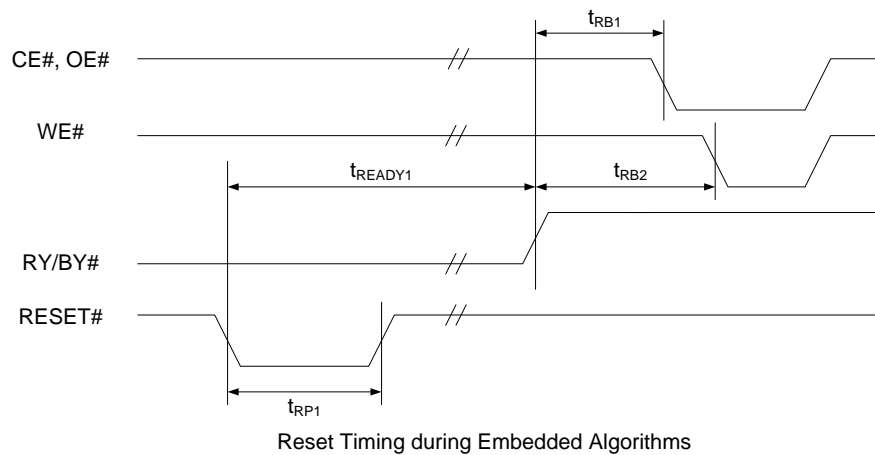 tRB1
CE#, OE#
WE#
tREADY1
tRB2
RY/BY#
RESET#
tRP1
Reset Timing during Embedded Algorithms